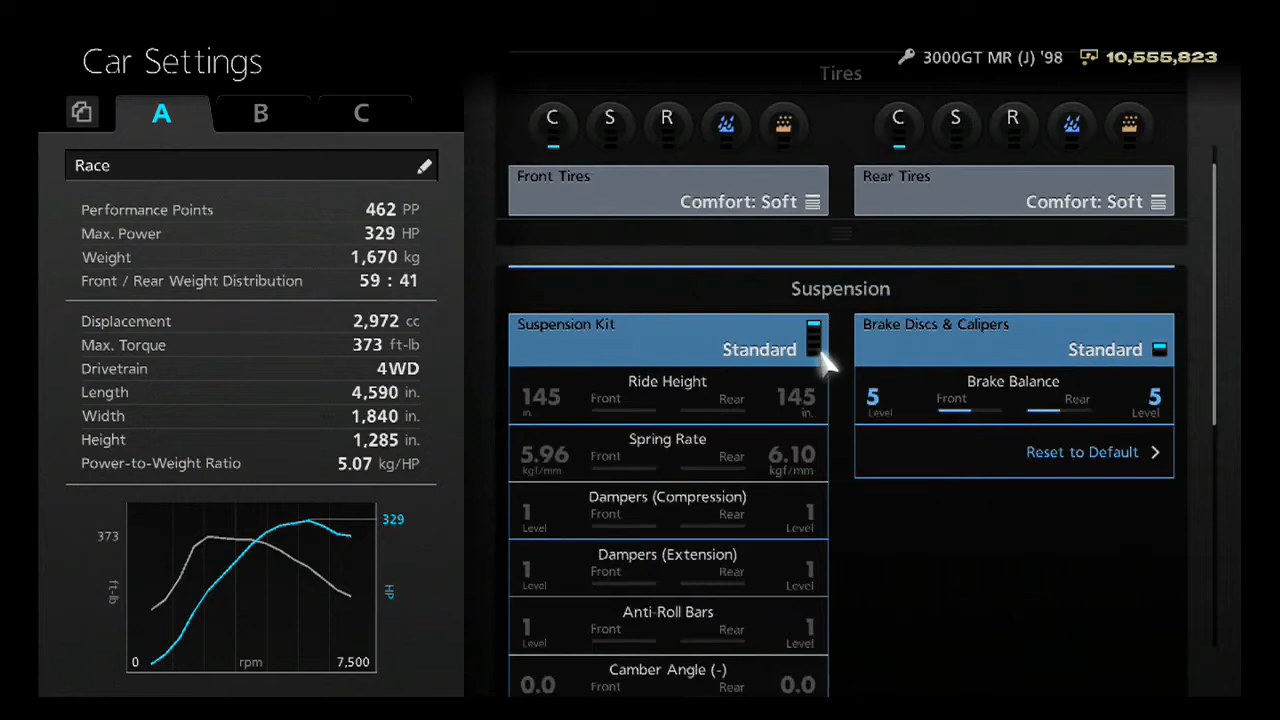 Car Settings
3000GT MR (J) '98
10,555,823
A
B
C
Race
Performance Points 462 PP
Max. Power 329 HP
Weight 1,670 kg
Front / Rear Weight Distribution 59 : 41
Displacement 2,972 cc
Max. Torque 373 ft-lb
Drivetrain 4WD
Length 4,590 in.
Width 1,840 in.
Height 1,285 in.
Power-to-Weight Ratio 5.07 kg/HP
373
329
ft-lb
HP
0
rpm
7,500
Tires
C S R
C S R
Front Tires
Comfort: Soft
Rear Tires
Comfort: Soft
Suspension
Suspension Kit
Standard
Ride Height
145 Front Rear 145
in. in.
Spring Rate
5.96 Front Rear 6.10
kgf/mm kgf/mm
Dampers (Compression)
1 Front Rear 1
Level Level
Dampers (Extension)
1 Front Rear 1
Level Level
Anti-Roll Bars
1 Front Rear 1
Level Level
Camber Angle (-)
0.0 Front Rear 0.0
Brake Discs & Calipers
Standard
Brake Balance
5 Front Rear 5
Level Level
Reset to Default